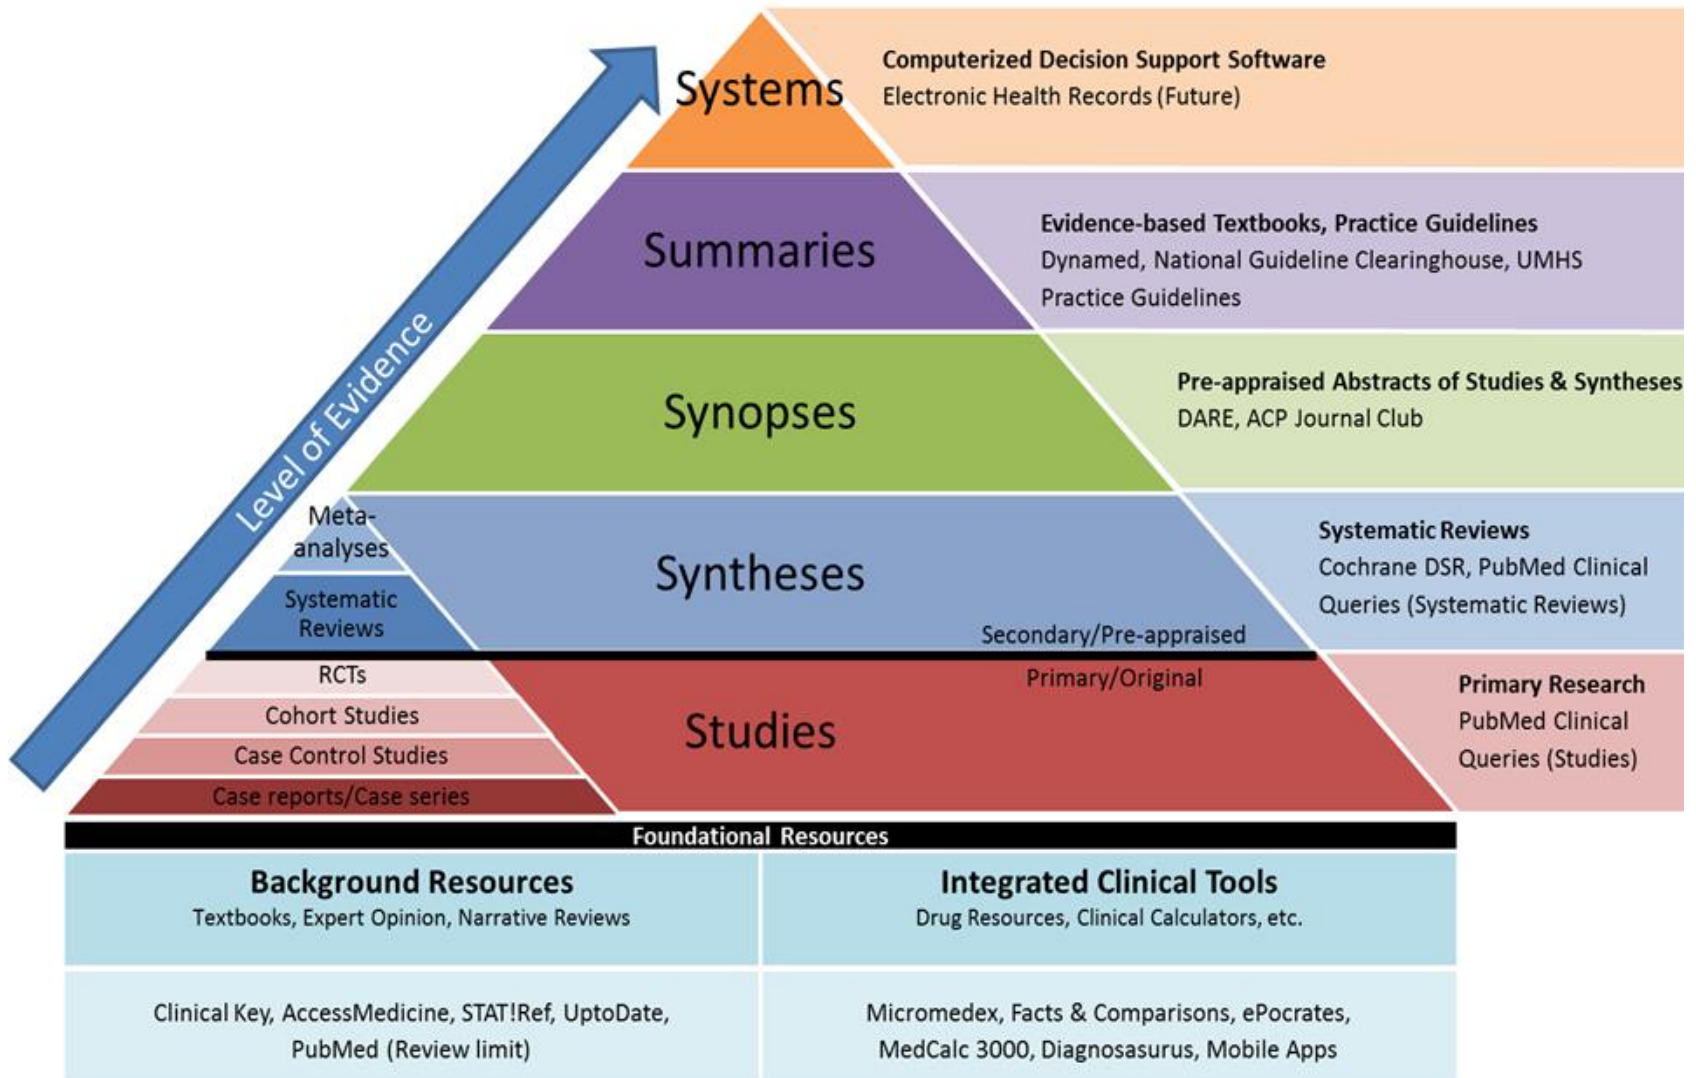 Systems
Computerized Decision Support Software
Electronic Health Records (Future)
Summaries
Evidence-based Textbooks, Practice Guidelines
Dynamed, National Guideline Clearinghouse, UMHS
Practice Guidelines
Level of Evidence
Synopses
Pre-appraised Abstracts of Studies & Syntheses
DARE, ACP Journal Club
Meta-
analyses
Systematic
Reviews
Syntheses
Secondary/Pre-appraised
Systematic Reviews
Cochrane DSR, PubMed Clinical
Queries (Systematic Reviews)
RCTs
Cohort Studies
Case Control Studies
Case reports/Case series
Primary/Original
Studies
Primary Research
PubMed Clinical
Queries (Studies)
Foundational Resources
Background Resources
Textbooks, Expert Opinion, Narrative Reviews
Integrated Clinical Tools
Drug Resources, Clinical Calculators, etc.
Clinical Key, AccessMedicine, STAT!Ref, UptoDate,
PubMed (Review limit)
Micromedex, Facts & Comparisons, ePocrates,
MedCalc 3000, Diagnosaurus, Mobile Apps